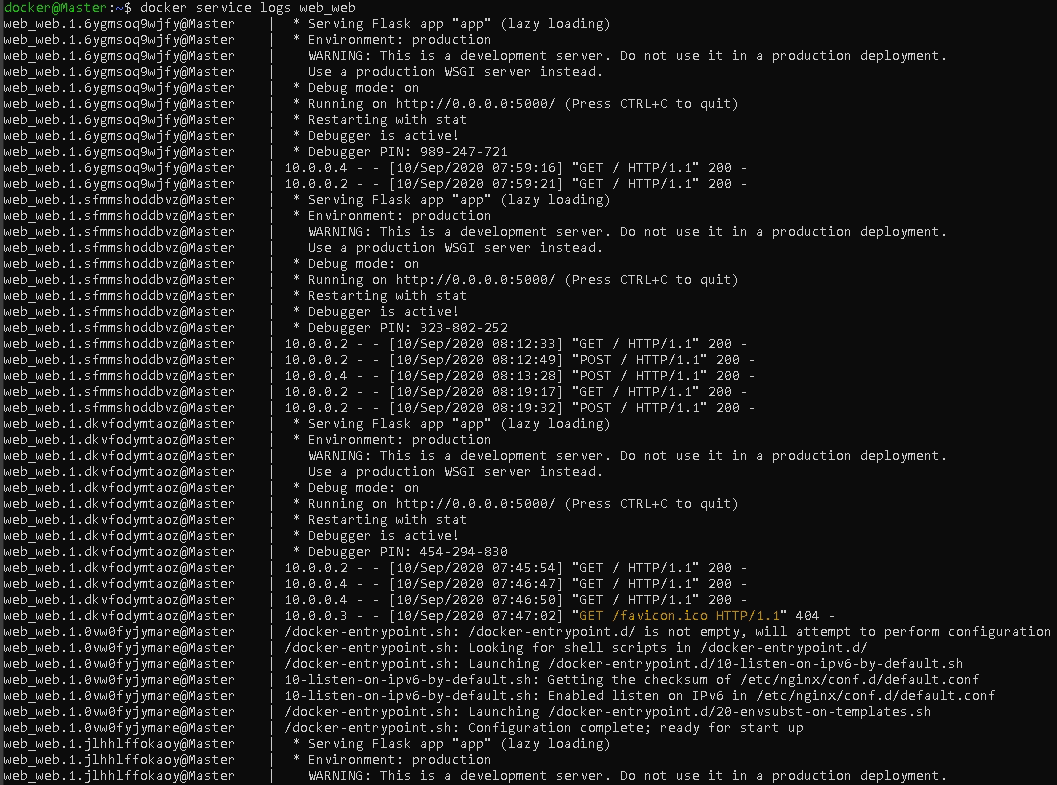 docker@Master:~$ docker service logs web_web
web_web.1.6ygmsoq9wjfy@Master    |  * Serving Flask app "app" (lazy loading)
web_web.1.6ygmsoq9wjfy@Master    |  * Environment: production
web_web.1.6ygmsoq9wjfy@Master    |    WARNING: This is a development server. Do not use it in a production deployment.
web_web.1.6ygmsoq9wjfy@Master    |    Use a production WSGI server instead.
web_web.1.6ygmsoq9wjfy@Master    |  * Debug mode: on
web_web.1.6ygmsoq9wjfy@Master    |  * Running on http://0.0.0.0:5000/ (Press CTRL+C to quit)
web_web.1.6ygmsoq9wjfy@Master    |  * Restarting with stat
web_web.1.6ygmsoq9wjfy@Master    |  * Debugger is active!
web_web.1.6ygmsoq9wjfy@Master    |  * Debugger PIN: 989-247-721
web_web.1.6ygmsoq9wjfy@Master    | 10.0.0.4 - - [10/Sep/2020 07:59:16] "GET / HTTP/1.1" 200 -
web_web.1.6ygmsoq9wjfy@Master    | 10.0.0.2 - - [10/Sep/2020 07:59:21] "GET / HTTP/1.1" 200 -
web_web.1.sfmmshoddbvz@Master    |  * Serving Flask app "app" (lazy loading)
web_web.1.sfmmshoddbvz@Master    |  * Environment: production
web_web.1.sfmmshoddbvz@Master    |    WARNING: This is a development server. Do not use it in a production deployment.
web_web.1.sfmmshoddbvz@Master    |    Use a production WSGI server instead.
web_web.1.sfmmshoddbvz@Master    |  * Debug mode: on
web_web.1.sfmmshoddbvz@Master    |  * Running on http://0.0.0.0:5000/ (Press CTRL+C to quit)
web_web.1.sfmmshoddbvz@Master    |  * Restarting with stat
web_web.1.sfmmshoddbvz@Master    |  * Debugger is active!
web_web.1.sfmmshoddbvz@Master    |  * Debugger PIN: 323-802-252
web_web.1.sfmmshoddbvz@Master    | 10.0.0.2 - - [10/Sep/2020 08:12:33] "GET / HTTP/1.1" 200 -
web_web.1.sfmmshoddbvz@Master    | 10.0.0.2 - - [10/Sep/2020 08:12:49] "POST / HTTP/1.1" 200 -
web_web.1.sfmmshoddbvz@Master    | 10.0.0.4 - - [10/Sep/2020 08:13:28] "POST / HTTP/1.1" 200 -
web_web.1.sfmmshoddbvz@Master    | 10.0.0.2 - - [10/Sep/2020 08:19:17] "GET / HTTP/1.1" 200 -
web_web.1.sfmmshoddbvz@Master    | 10.0.0.2 - - [10/Sep/2020 08:19:32] "POST / HTTP/1.1" 200 -
web_web.1.dkvfodymtaoz@Master    |  * Serving Flask app "app" (lazy loading)
web_web.1.dkvfodymtaoz@Master    |  * Environment: production
web_web.1.dkvfodymtaoz@Master    |    WARNING: This is a development server. Do not use it in a production deployment.
web_web.1.dkvfodymtaoz@Master    |    Use a production WSGI server instead.
web_web.1.dkvfodymtaoz@Master    |  * Debug mode: on
web_web.1.dkvfodymtaoz@Master    |  * Running on http://0.0.0.0:5000/ (Press CTRL+C to quit)
web_web.1.dkvfodymtaoz@Master    |  * Restarting with stat
web_web.1.dkvfodymtaoz@Master    |  * Debugger is active!
web_web.1.dkvfodymtaoz@Master    |  * Debugger PIN: 454-294-830
web_web.1.dkvfodymtaoz@Master    | 10.0.0.2 - - [10/Sep/2020 07:45:54] "GET / HTTP/1.1" 200 -
web_web.1.dkvfodymtaoz@Master    | 10.0.0.4 - - [10/Sep/2020 07:46:47] "GET / HTTP/1.1" 200 -
web_web.1.dkvfodymtaoz@Master    | 10.0.0.4 - - [10/Sep/2020 07:46:50] "GET / HTTP/1.1" 200 -
web_web.1.dkvfodymtaoz@Master    | 10.0.0.3 - - [10/Sep/2020 07:47:02] "GET /favicon.ico HTTP/1.1" 404 -
web_web.1.0vw0fyjymare@Master    | /docker-entrypoint.sh: /docker-entrypoint.d/ is not empty, will attempt to perform configuration
web_web.1.0vw0fyjymare@Master    | /docker-entrypoint.sh: Looking for shell scripts in /docker-entrypoint.d/
web_web.1.0vw0fyjymare@Master    | /docker-entrypoint.sh: Launching /docker-entrypoint.d/10-listen-on-ipv6-by-default.sh
web_web.1.0vw0fyjymare@Master    | 10-listen-on-ipv6-by-default.sh: Getting the checksum of /etc/nginx/conf.d/default.conf
web_web.1.0vw0fyjymare@Master    | 10-listen-on-ipv6-by-default.sh: Enabled listen on IPv6 in /etc/nginx/conf.d/default.conf
web_web.1.0vw0fyjymare@Master    | /docker-entrypoint.sh: Launching /docker-entrypoint.d/20-envsubst-on-templates.sh
web_web.1.0vw0fyjymare@Master    | /docker-entrypoint.sh: Configuration complete; ready for start up
web_web.1.jlhhlffokaoy@Master    |  * Serving Flask app "app" (lazy loading)
web_web.1.jlhhlffokaoy@Master    |  * Environment: production
web_web.1.jlhhlffokaoy@Master    |    WARNING: This is a development server. Do not use it in a production deployment.